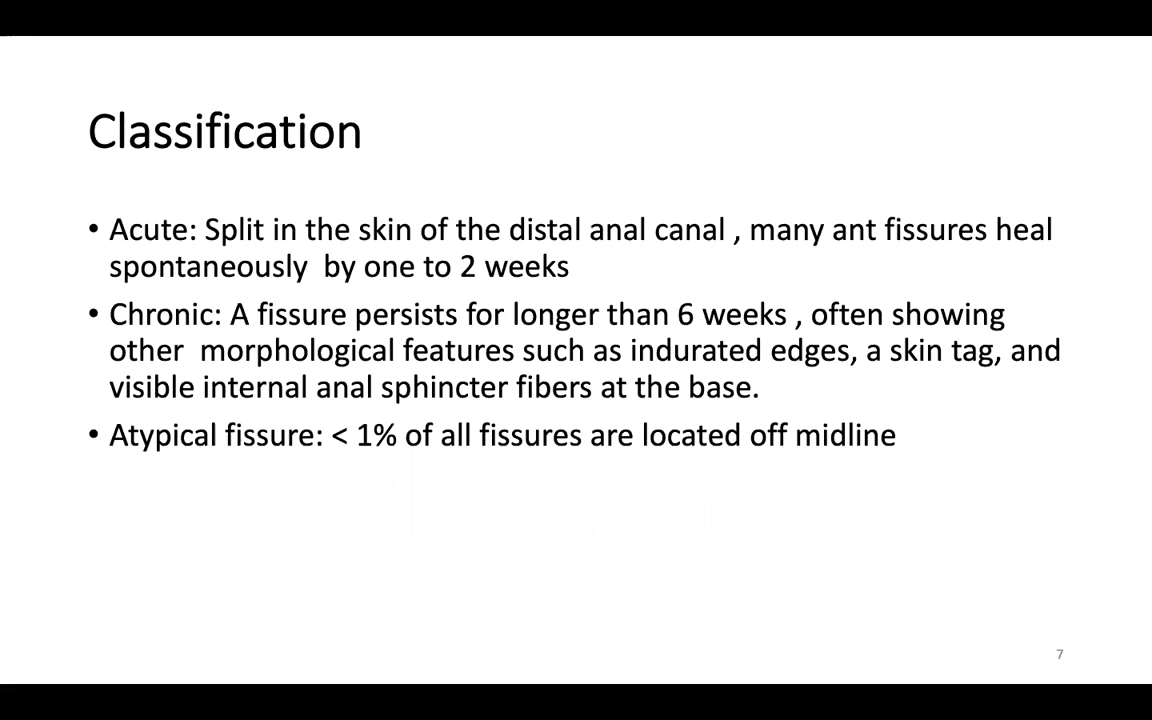 Classification
• Acute: Split in the skin of the distal anal canal , many ant fissures heal
spontaneously  by one to 2 weeks
• Chronic: A fissure persists for longer than 6 weeks , often showing
other  morphological features such as indurated edges, a skin tag, and
visible internal anal sphincter fibers at the base.
• Atypical fissure: < 1% of all fissures are located off midline
7